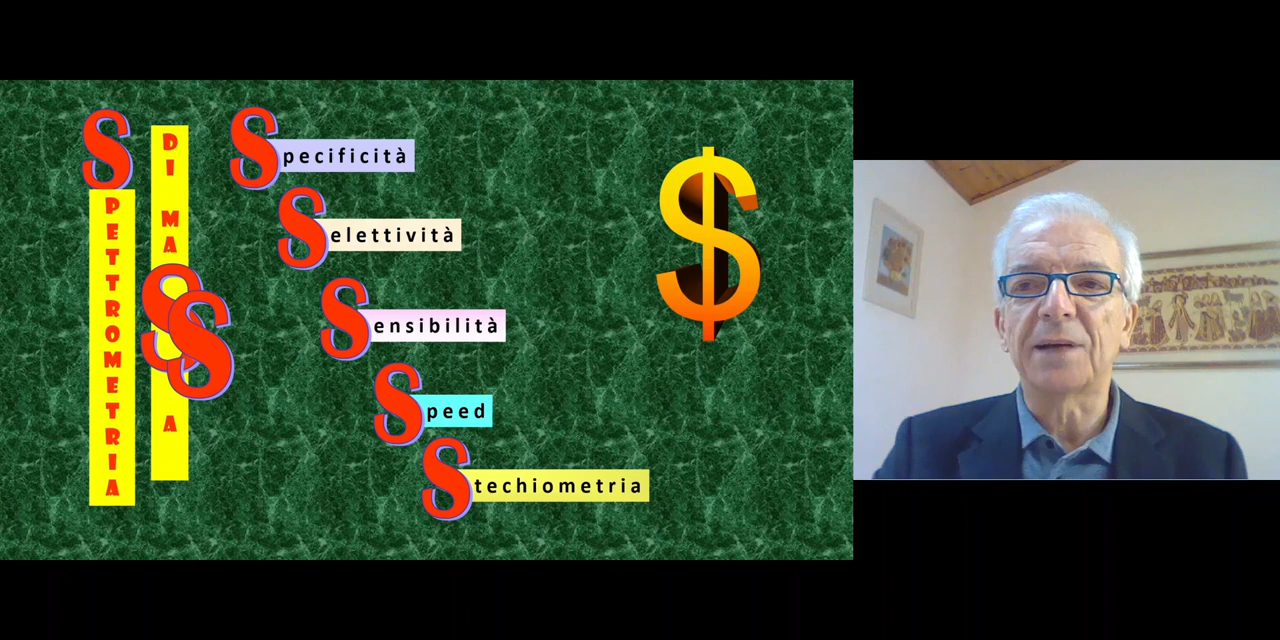 SPETTROMETRIA
DI MASSA
Specificità
Selettività
Sensibilità
Speed
Stechiometria
$